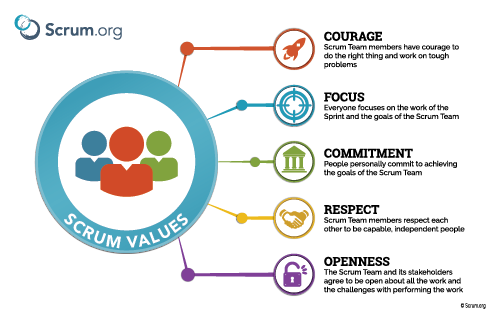 Scrum.org
COURAGE
Scrum Team members have courage to
do the right thing and work on tough
problems
FOCUS
Everyone focuses on the work of the
Sprint and the goals of the Scrum Team
COMMITMENT
People personally commit to achieving
the goals of the Scrum Team
RESPECT
Scrum Team members respect each
other to be capable, independent people
OPENNESS
The Scrum Team and its stakeholders
agree to be open about all the work and
the challenges with performing the work
SCRUM VALUES
© Scrum.org